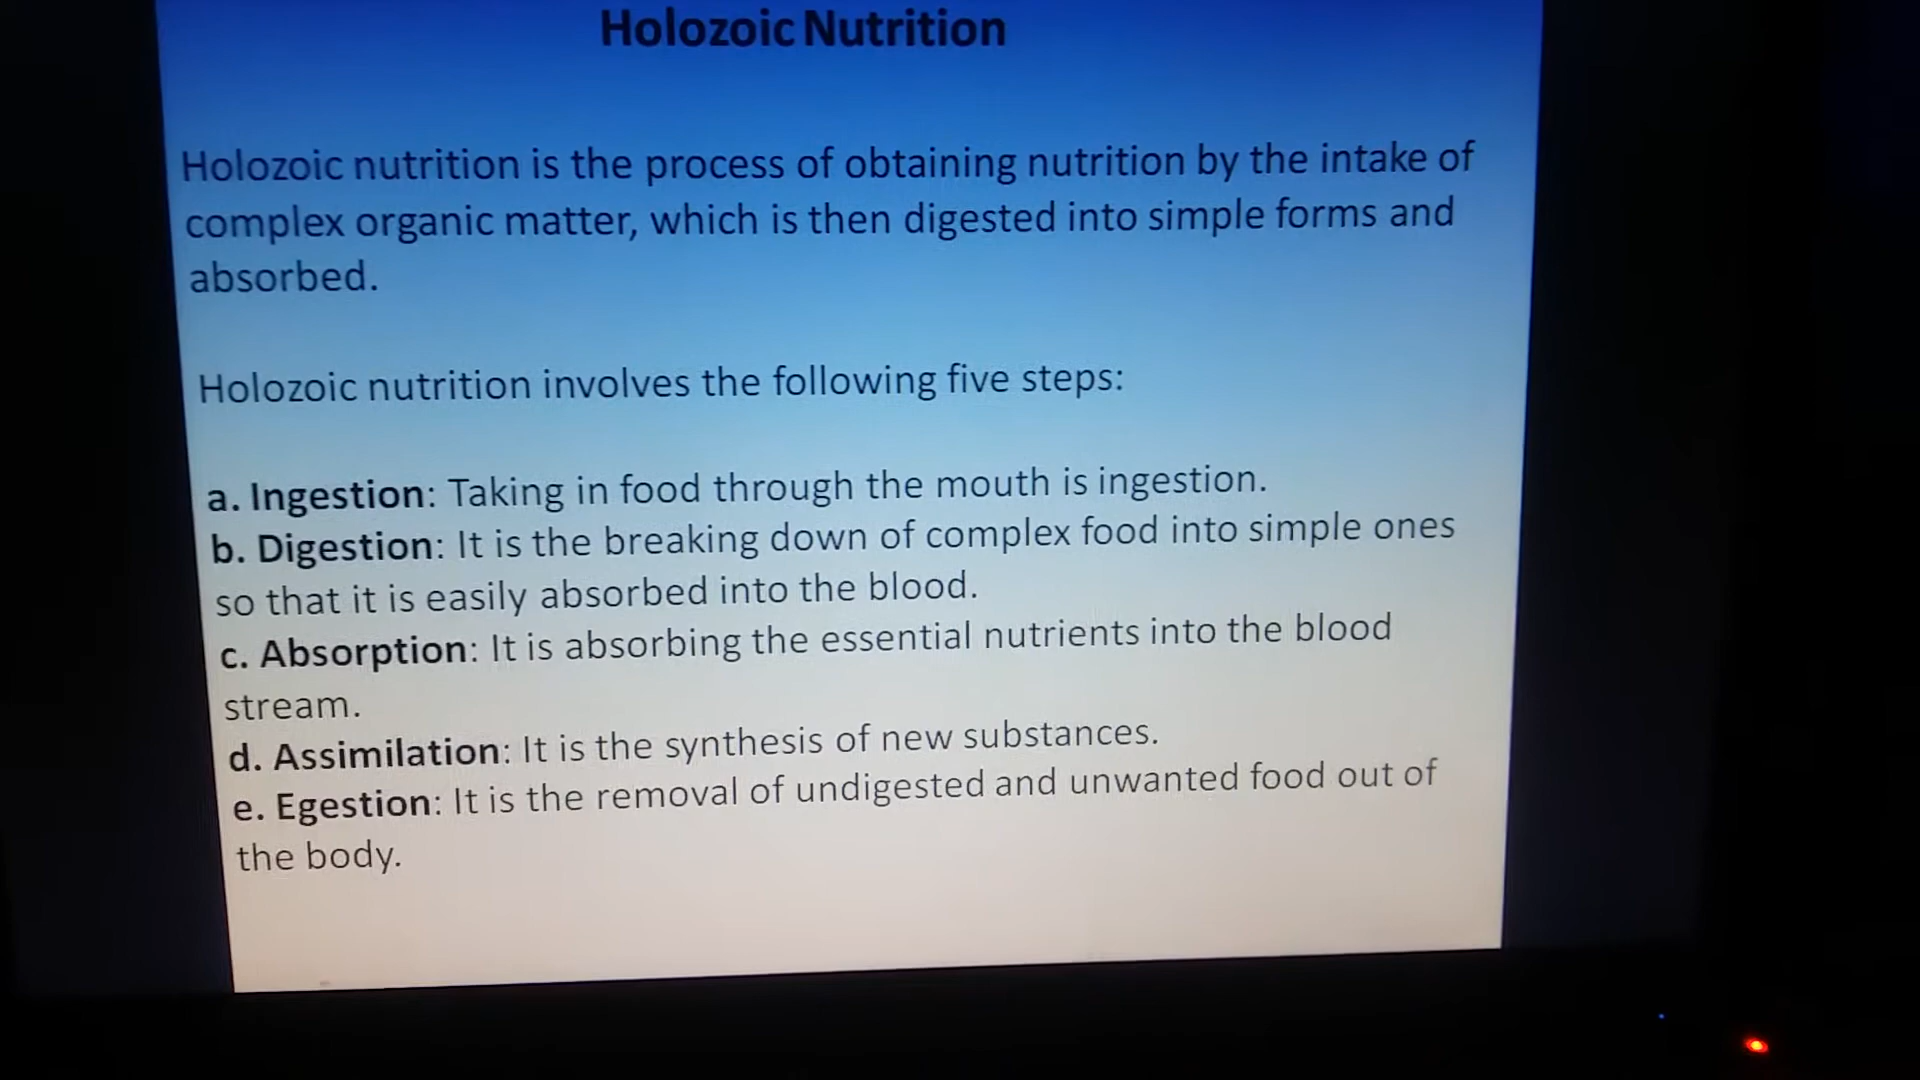 Holozoic Nutrition
Holozoic nutrition is the process of obtaining nutrition by the intake of
complex organic matter, which is then digested into simple forms and
absorbed.
Holozoic nutrition involves the following five steps:
a. Ingestion: Taking in food through the mouth is ingestion.
b. Digestion: It is the breaking down of complex food into simple ones
so that it is easily absorbed into the blood.
c. Absorption: It is absorbing the essential nutrients into the blood
stream.
d. Assimilation: It is the synthesis of new substances.
e. Egestion: It is the removal of undigested and unwanted food out of
the body.